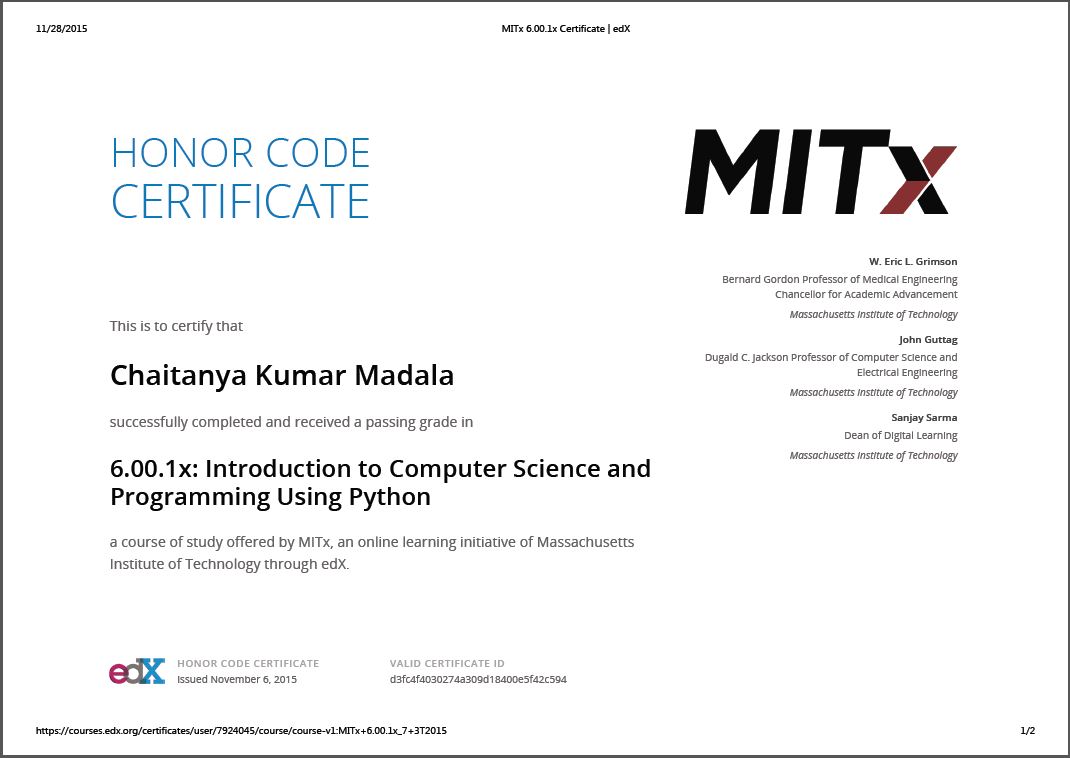 11/28/2015
MITx 6.00.1x Certificate | edX
HONOR CODE
CERTIFICATE
MITx
W. Eric L. Grimson
Bernard Gordon Professor of Medical Engineering
Chancellor for Academic Advancement
Massachusetts Institute of Technology
John Guttag
Dugald C. Jackson Professor of Computer Science and
Electrical Engineering
Massachusetts Institute of Technology
Sanjay Sarma
Dean of Digital Learning
Massachusetts Institute of Technology
This is to certify that
Chaitanya Kumar Madala
successfully completed and received a passing grade in
6.00.1x: Introduction to Computer Science and
Programming Using Python
a course of study offered by MITx, an online learning initiative of Massachusetts
Institute of Technology through edX.
edX
HONOR CODE CERTIFICATE
Issued November 6, 2015
VALID CERTIFICATE ID
d3fc4f4030274a309d18400e5f42c594
https://courses.edx.org/certificates/user/7924045/course/course-v1:MITx+6.00.1x_7+3T2015
1/2